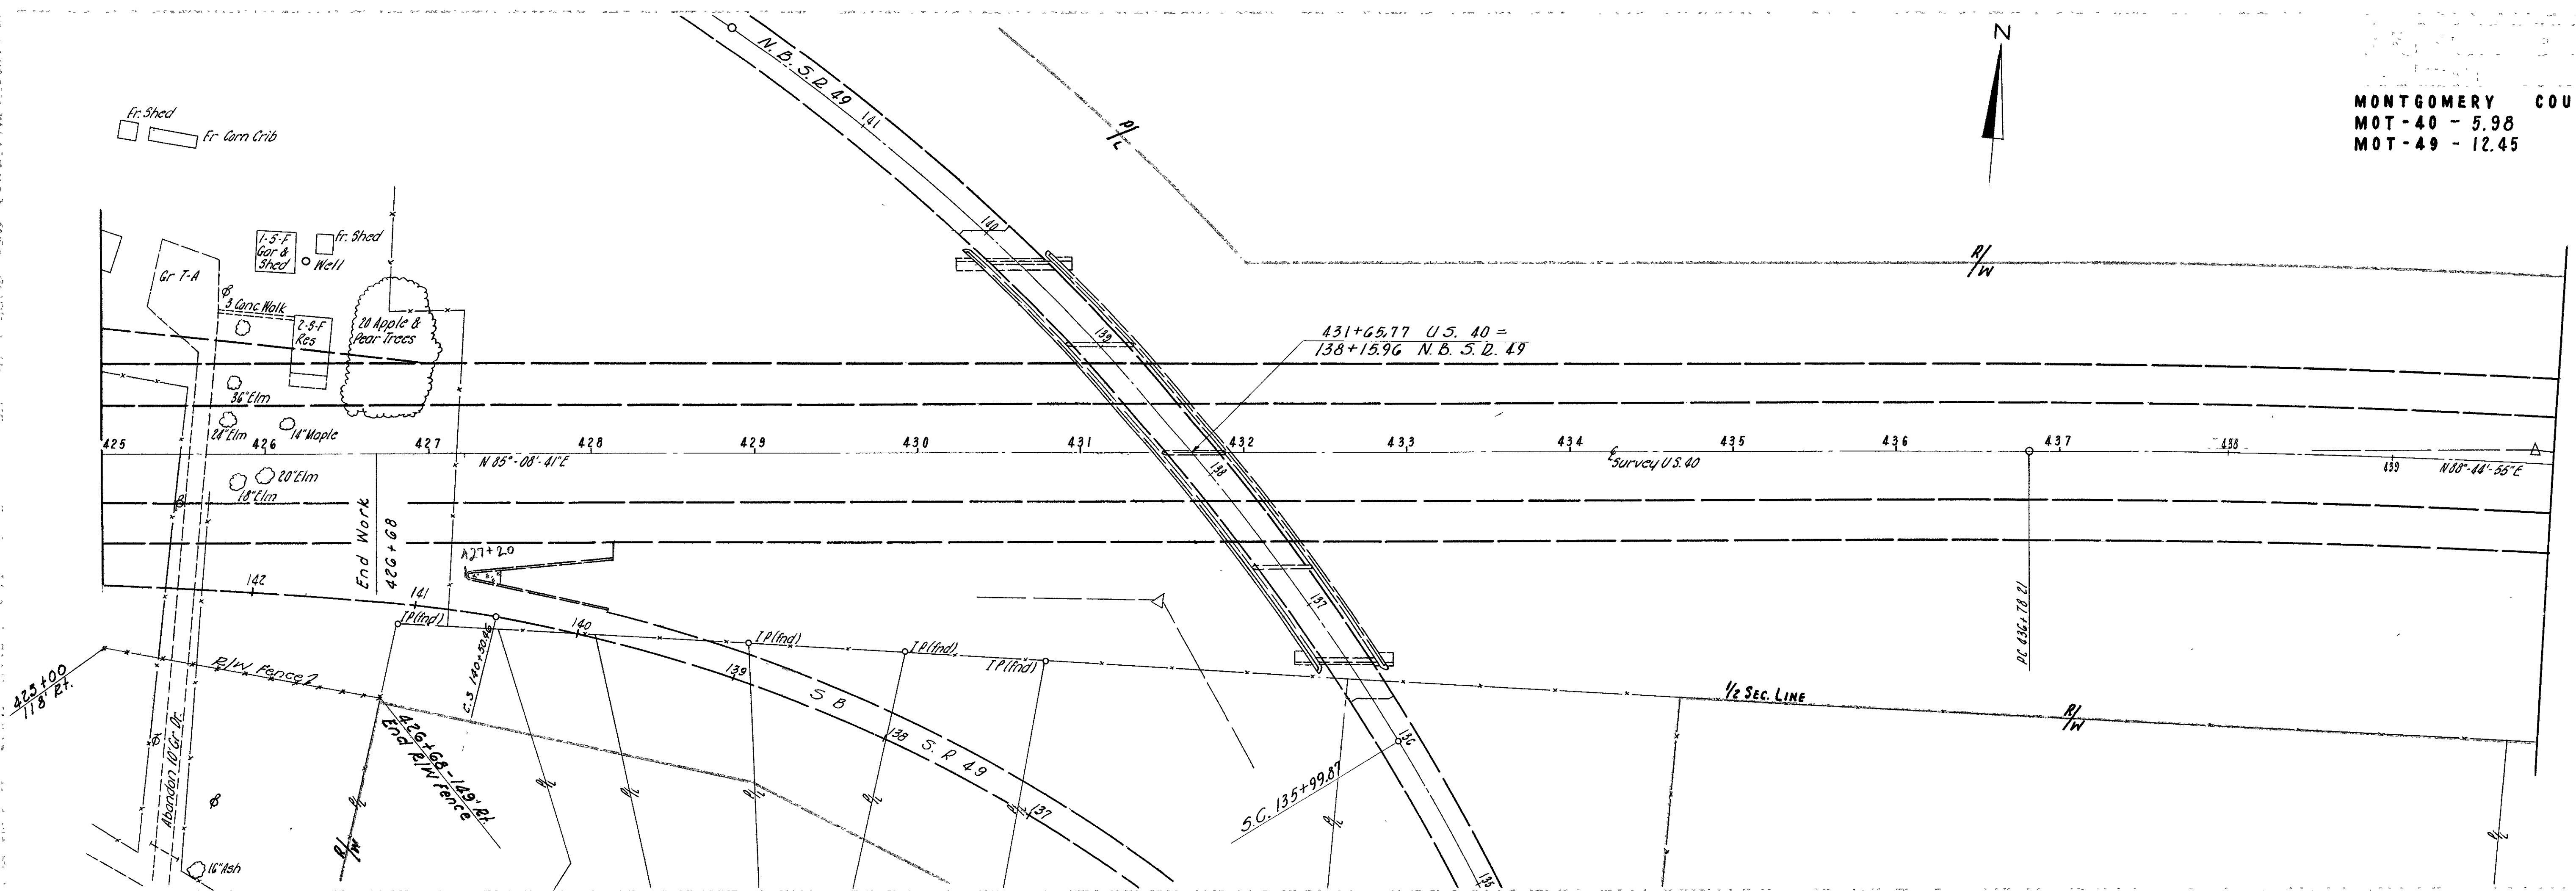 N
MONTGOMERY COU
MOT-40 - 5.98
MOT-49 - 12.45
N. B. S. R. 49
141
P/L
Fr. Shed
Fr Corn Crib
140
1-S-F
Gar &
Shed
Fr. Shed
Well
Gr T-A
R/W
3 Conc Walk
2-S-F
Res
20 Apple &
Pear Trees
139
431+65.77 U.S. 40 =
138+15.96 N. B. S. R. 49
36" Elm
24" Elm
14" Maple
425 426 427 428 429 430 431 432 433 434 435 436 437 438
439
N 85°-08'-41" E
138
Survey U.S. 40
N 88°-44'-55" E
20" Elm
18" Elm
End Work
426+68
427+20
142
141
140
137
IP(fnd)
IP(fnd)
IP(fnd)
IP(fnd)
C.S. 140+50.46
P.C 436+78 21
R/W Fence
425+00
118' Rt.
139
S B S. R 49
138
137
1/2 SEC. LINE
R/W
426+68-149' Rt.
End R/W Fence
136
S.C. 135+99.87
Abandon 10' Gr Dr.
P/L
P/L
P/L
P/L
P/L
P/L
P/L
P/L
R/W
16" Ash
135